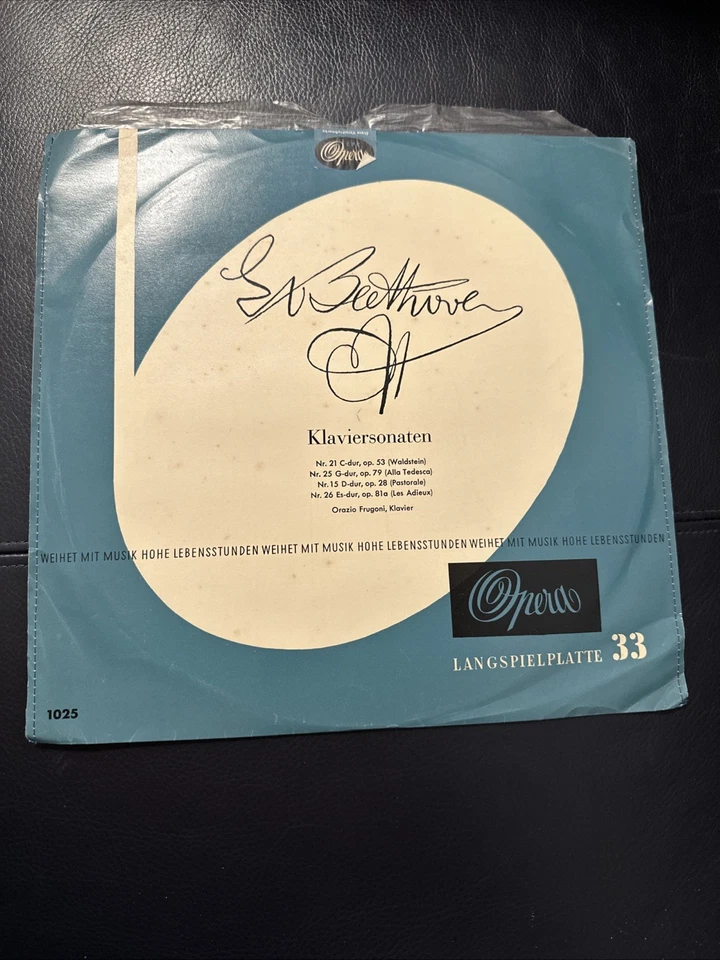 Opera
L v Beethoven
Klaviersonaten
Nr. 21 C-dur, op. 53 (Waldstein)
Nr. 25 G-dur, op. 79 (Alla Tedesca)
Nr. 15 D-dur, op. 28 (Pastorale)
Nr. 26 Es-dur, op. 81a (Les Adieux)
Orazio Frugoni, Klavier
WEIHET MIT MUSIK HOHE LEBENSSTUNDEN WEIHET MIT MUSIK HOHE LEBENSSTUNDEN WEIHET MIT MUSIK HOHE LEBENSSTUNDEN
Opera
LANGSPIELPLATTE 33
1025